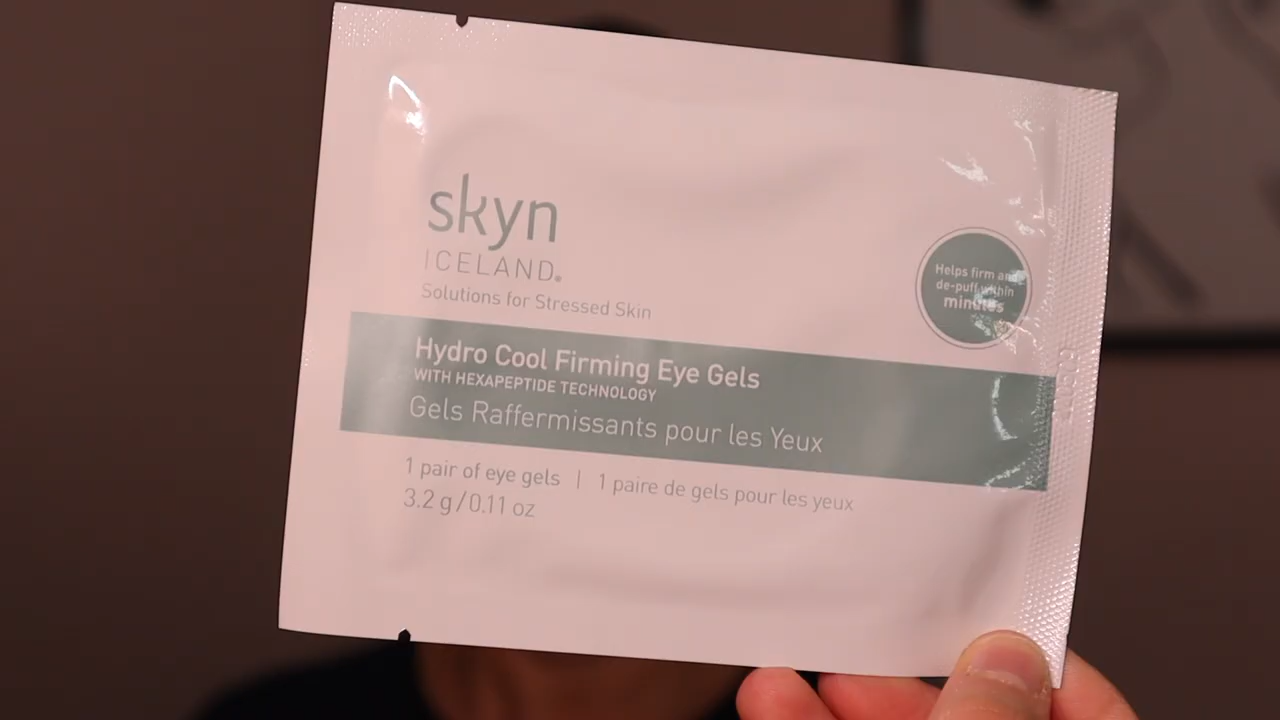 skyn
ICELAND®
Solutions for Stressed Skin
Helps firm and
de-puff within
minutes
Hydro Cool Firming Eye Gels
WITH HEXAPEPTIDE TECHNOLOGY
Gels Raffermissants pour les Yeux
1 pair of eye gels | 1 paire de gels pour les yeux
3.2 g/0.11 oz